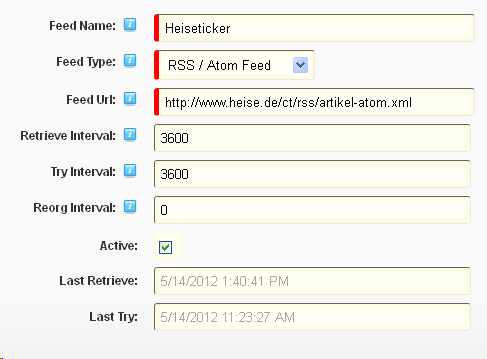 Feed Name: Heiseticker
Feed Type: RSS / Atom Feed
Feed Url: http://www.heise.de/ct/rss/artikel-atom.xml
Retrieve Interval: 3600
Try Interval: 3600
Reorg Interval: 0
Active:
Last Retrieve: 5/14/2012 1:40:41 PM
Last Try: 5/14/2012 11:23:27 AM